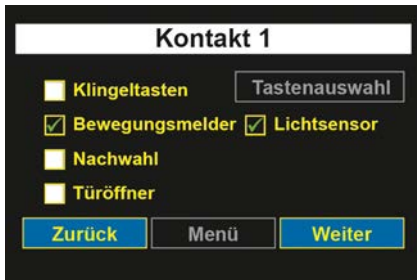 Kontakt 1
Klingeltasten Tastenauswahl
Bewegungsmelder Lichtsensor
Nachwahl
Türöffner
Zurück Menü Weiter